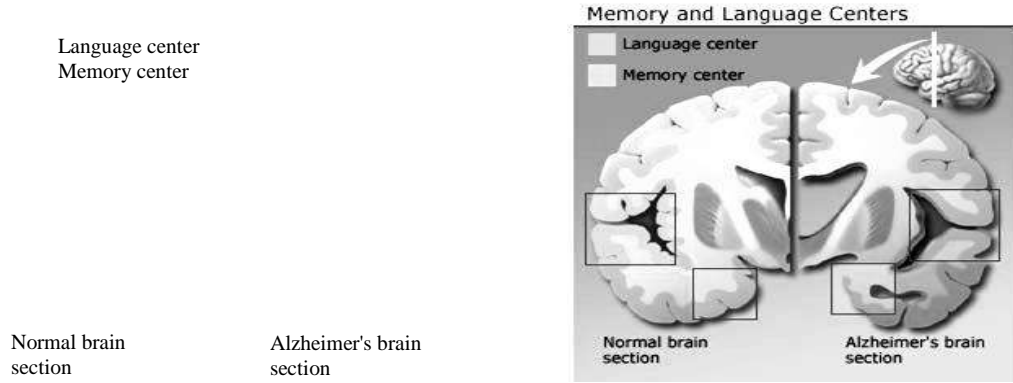 Language center
Memory center
Normal brain
section
Alzheimer's brain
section
Memory and Language Centers
Language center
Memory center
Normal brain
section
Alzheimer's brain
section